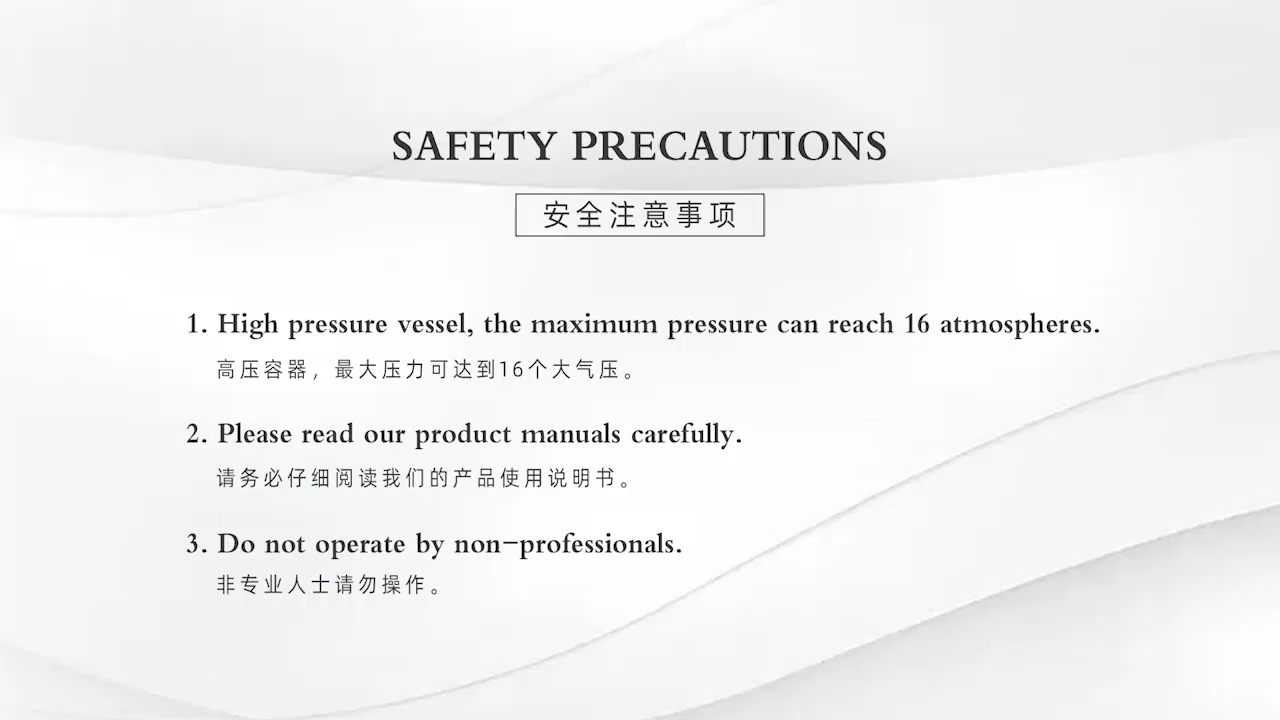 SAFETY PRECAUTIONS
安全注意事项
1. High pressure vessel, the maximum pressure can reach 16 atmospheres.
高压容器，最大压力可达到16个大气压。
2. Please read our product manuals carefully.
请务必仔细阅读我们的产品使用说明书。
3. Do not operate by non-professionals.
非专业人士请勿操作。